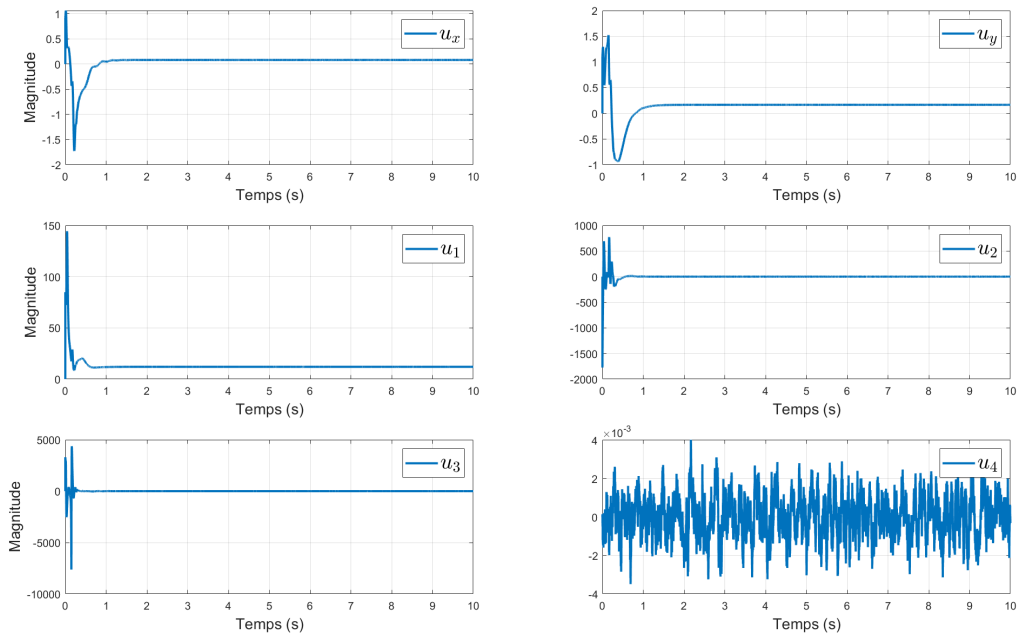 1
0.5
0
-0.5
-1
-1.5
-2
Magnitude
u_x
0 1 2 3 4 5 6 7 8 9 10
Temps (s)
2
1.5
1
0.5
0
-0.5
-1
u_y
0 1 2 3 4 5 6 7 8 9 10
Temps (s)
150
100
50
0
Magnitude
u_1
0 1 2 3 4 5 6 7 8 9 10
Temps (s)
1000
500
0
-500
-1000
-1500
-2000
u_2
0 1 2 3 4 5 6 7 8 9 10
Temps (s)
5000
0
-5000
-10000
Magnitude
u_3
0 1 2 3 4 5 6 7 8 9 10
Temps (s)
×10^-3
4
2
0
-2
-4
u_4
0 1 2 3 4 5 6 7 8 9 10
Temps (s)